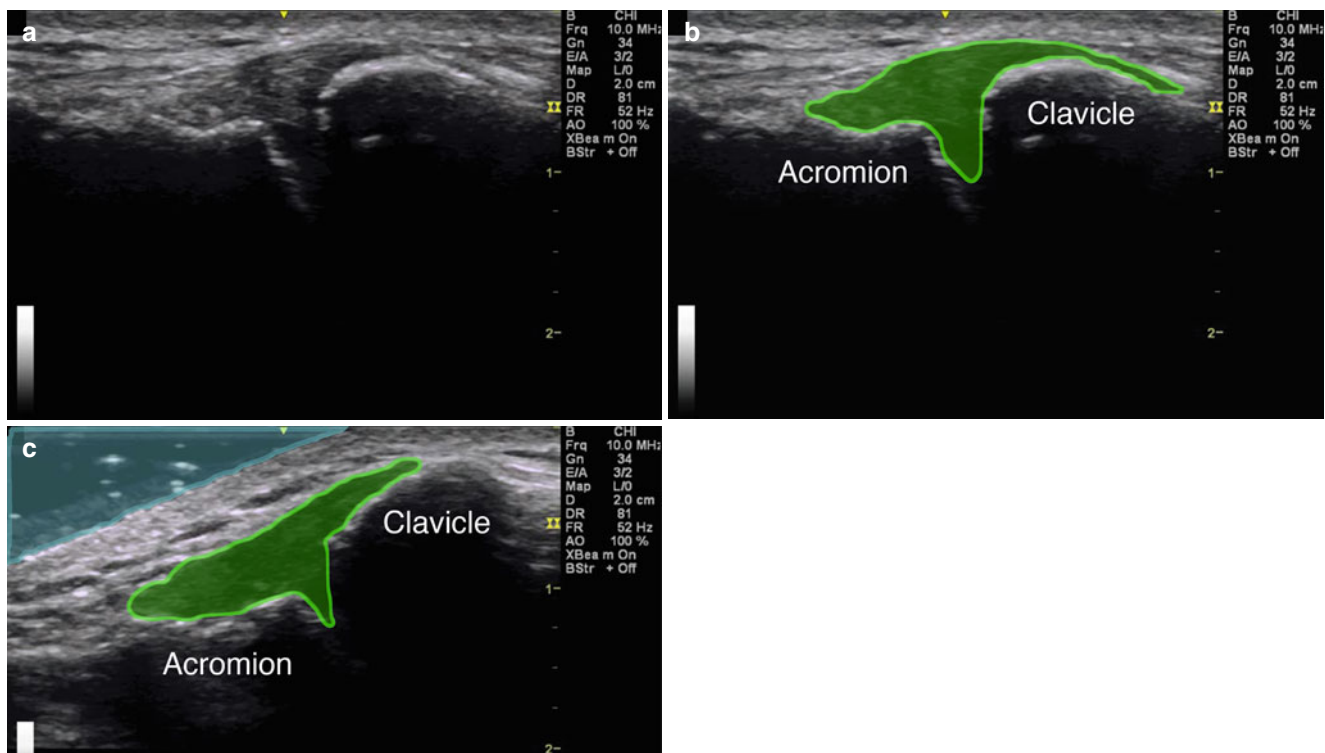 a
B CHI
Frq 10.0 MHz
Gn 34
E/A 3/2
Map L/0
D 2.0 cm
DR 81
FR 52 Hz
AO 100 %
XBeam On
BStr + Off
1
2
b
B CHI
Frq 10.0 MHz
Gn 34
E/A 3/2
Map L/0
D 2.0 cm
DR 81
FR 52 Hz
AO 100 %
XBeam On
BStr + Off
Clavicle
Acromion
1
2
c
B CHI
Frq 10.0 MHz
Gn 34
E/A 3/2
Map L/0
D 2.0 cm
DR 81
FR 52 Hz
AO 100 %
XBeam On
BStr + Off
Clavicle
1
Acromion
2